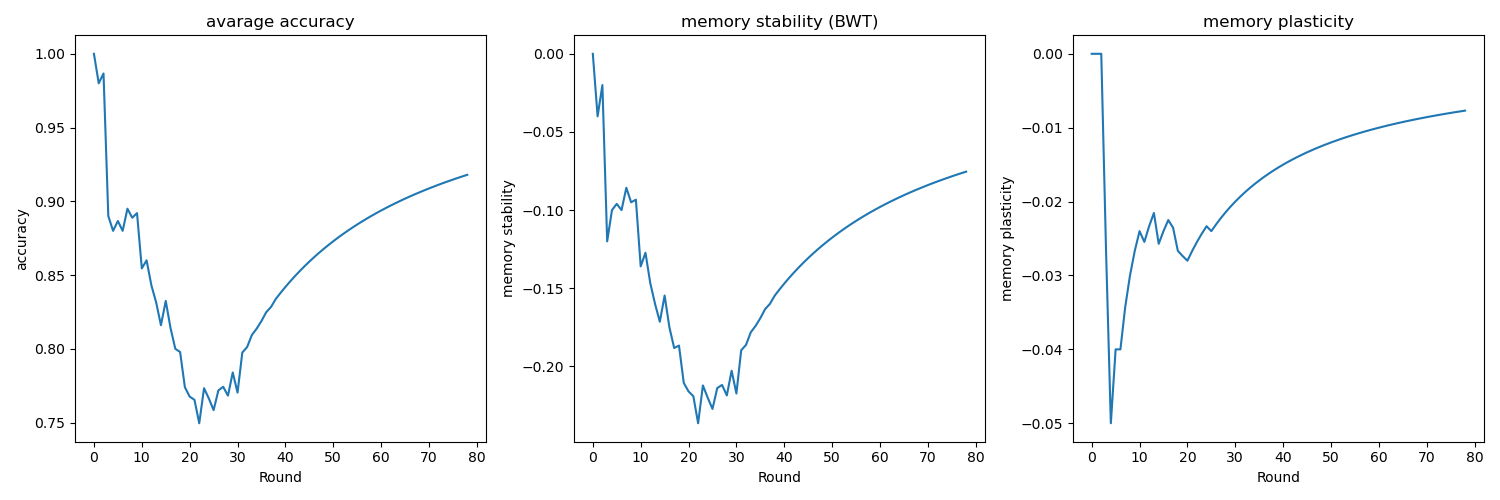 avarage accuracy
accuracy
1.00
0.95
0.90
0.85
0.80
0.75
0 10 20 30 40 50 60 70 80
Round
memory stability (BWT)
memory stability
0.00
−0.05
−0.10
−0.15
−0.20
0 10 20 30 40 50 60 70 80
Round
memory plasticity
memory plasticity
0.00
−0.01
−0.02
−0.03
−0.04
−0.05
0 10 20 30 40 50 60 70 80
Round